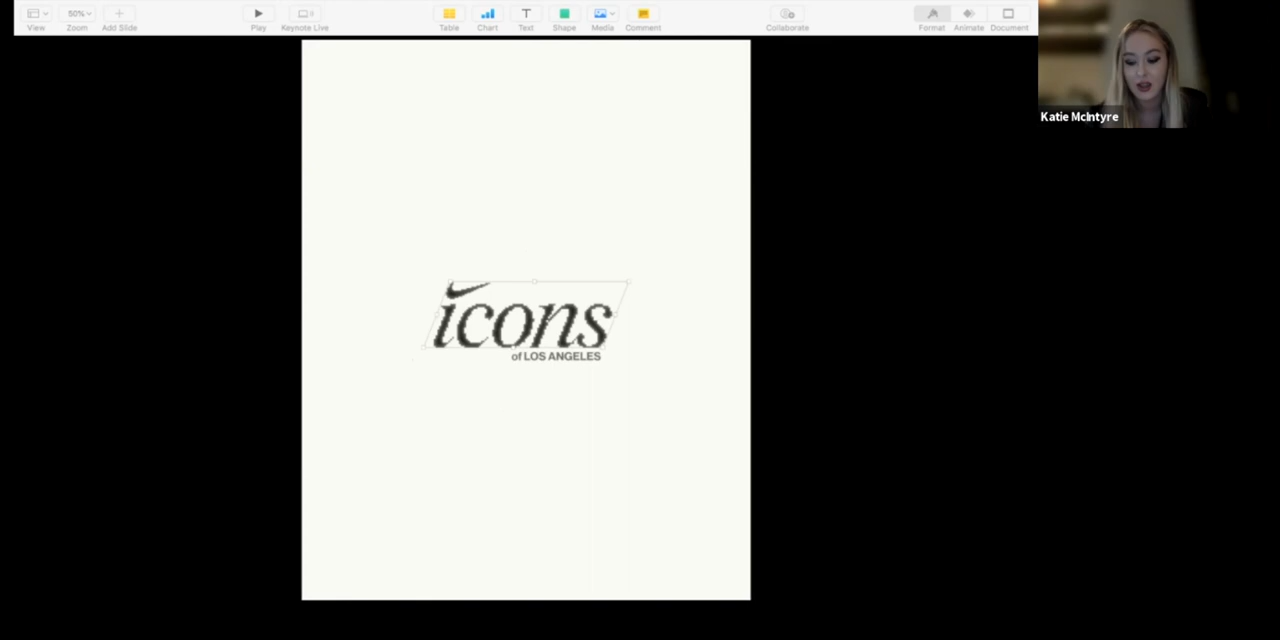 View
50%
Zoom
Add Slide
Play
Keynote Live
Table
Chart
Text
Shape
Media
Comment
Collaborate
Format
Animate
Document
Katie McIntyre
icons
of LOS ANGELES